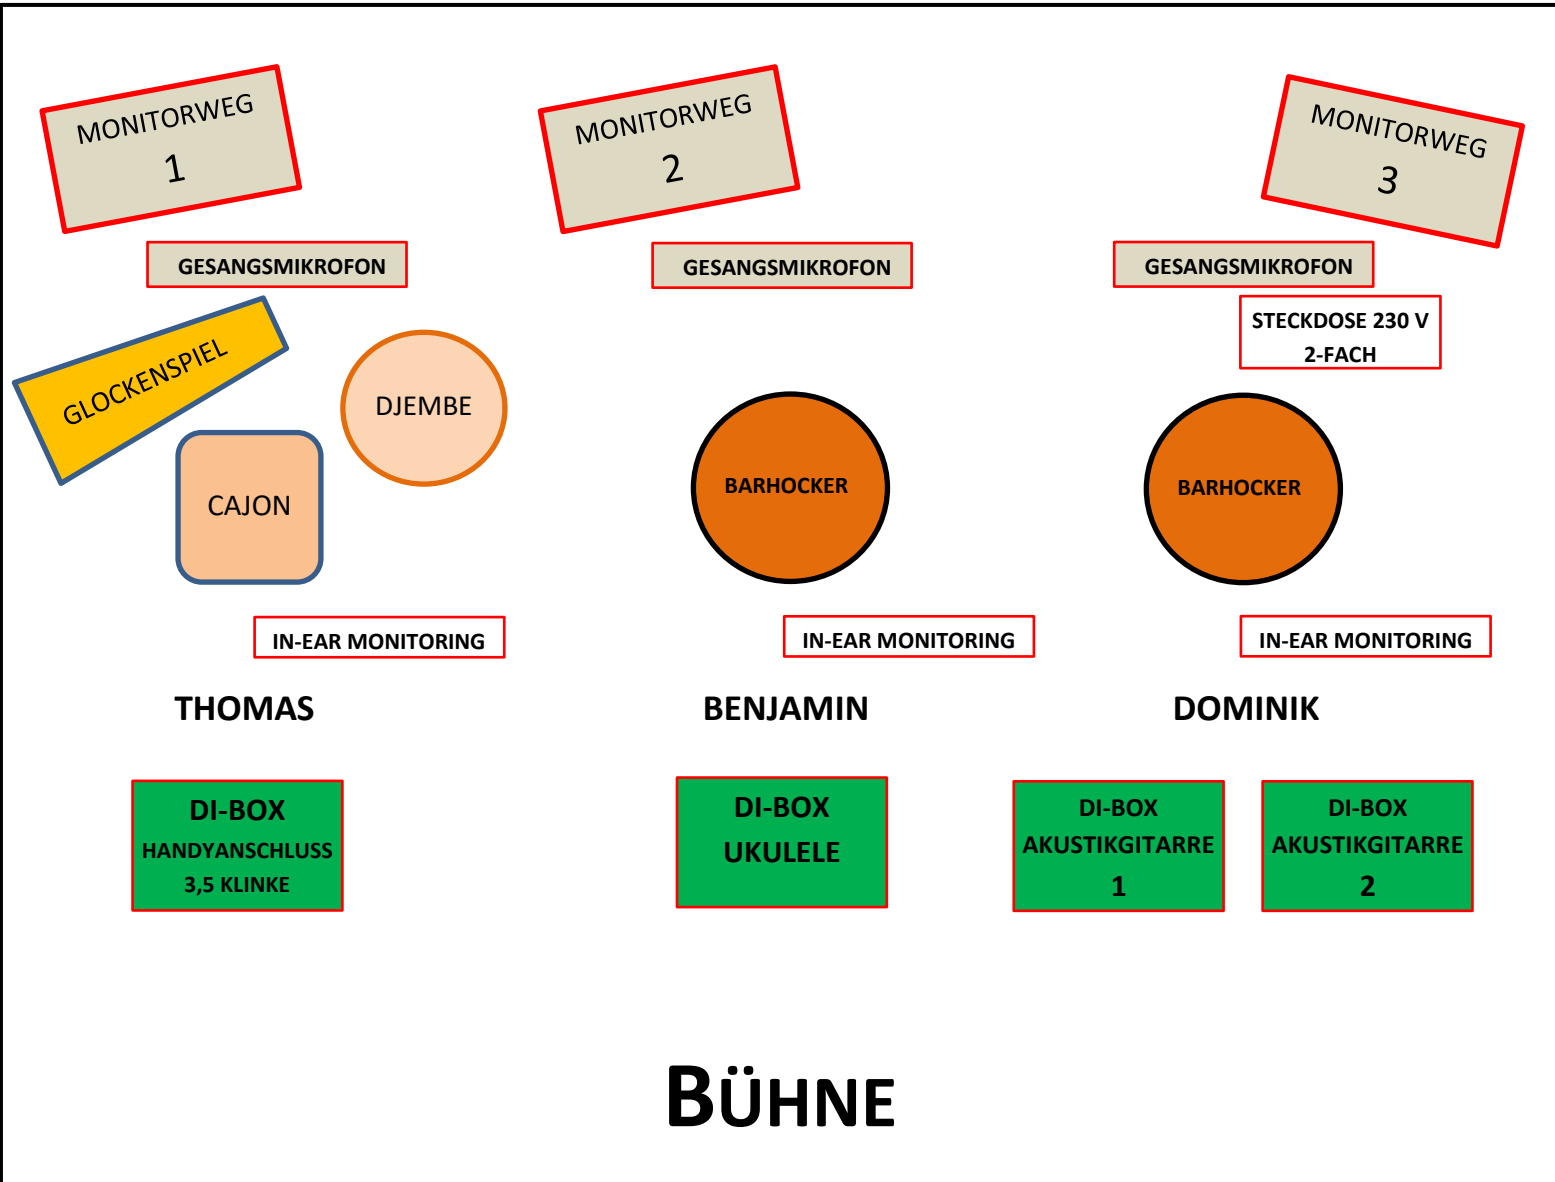 MONITORWEG
1
MONITORWEG
2
MONITORWEG
3
GESANGSMIKROFON
GESANGSMIKROFON
GESANGSMIKROFON
STECKDOSE 230 V
2-FACH
GLOCKENSPIEL
DJEMBE
CAJON
BARHOCKER
BARHOCKER
IN-EAR MONITORING
IN-EAR MONITORING
IN-EAR MONITORING
THOMAS
BENJAMIN
DOMINIK
DI-BOX
HANDYANSCHLUSS
3,5 KLINKE
DI-BOX
UKULELE
DI-BOX
AKUSTIKGITARRE
1
DI-BOX
AKUSTIKGITARRE
2
BÜHNE